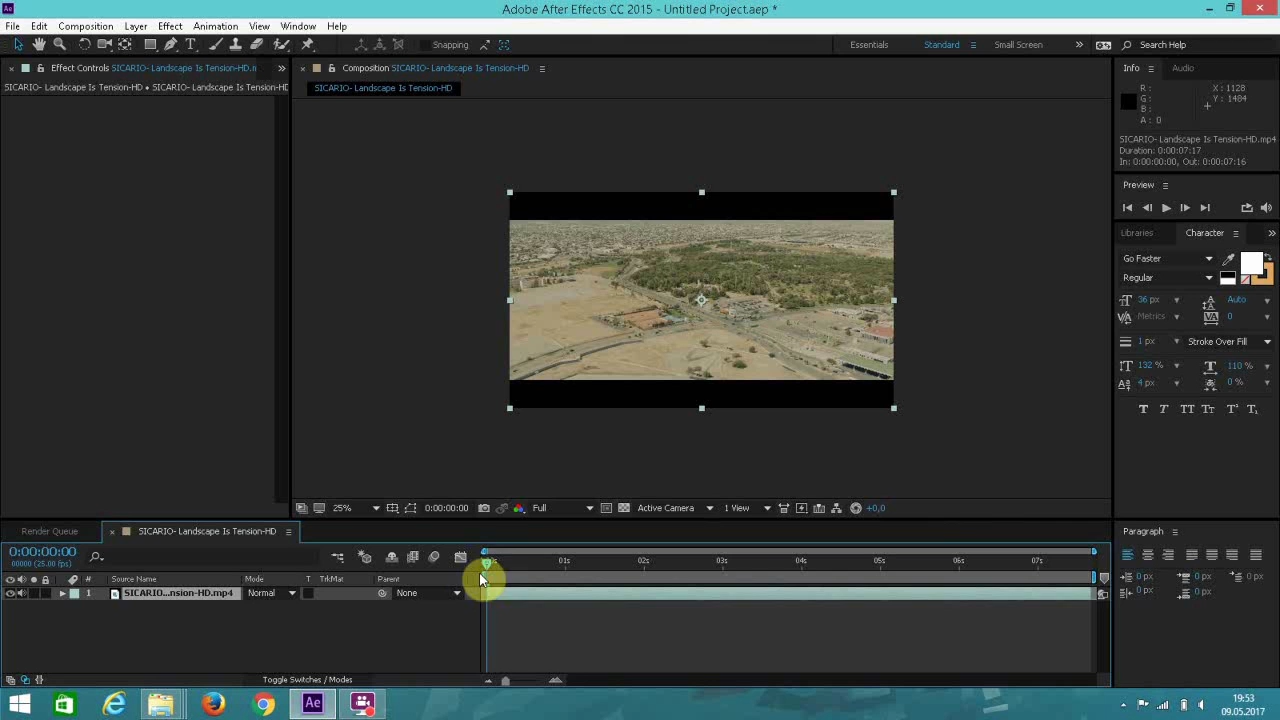 Adobe After Effects CC 2015 - Untitled Project.aep *
File Edit Composition Layer Effect Animation View Window Help
Snapping
Essentials Standard Small Screen Search Help
Effect Controls SICARIO- Landscape Is Tension-HD.m
SICARIO- Landscape Is Tension-HD • SICARIO- Landscape Is Tension-HD
Composition SICARIO- Landscape Is Tension-HD
SICARIO- Landscape Is Tension-HD
Info Audio
R :
G :
B :
A : 0
X : 1128
Y : 1484
SICARIO- Landscape Is Tension-HD.mp4
Duration: 0:00:07:17
In: 0:00:00:00, Out: 0:00:07:16
Preview
Libraries Character
Go Faster
Regular
36 px Auto
Metrics 0
1 px Stroke Over Fill
132 % 110 %
4 px 0 %
T T TT Tт T¹ T₁
25% 0:00:00:00 Full Active Camera 1 View +0,0
Render Queue SICARIO- Landscape Is Tension-HD
0:00:00:00
00000 (25.00 fps)
01s 02s 03s 04s 05s 06s 07s
# Source Name Mode T TrkMat Parent
1 SICARIO...nsion-HD.mp4 Normal None
Toggle Switches / Modes
Paragraph
0 px 0 px 0 px
0 px 0 px
Ae
19:53
09.05.2017